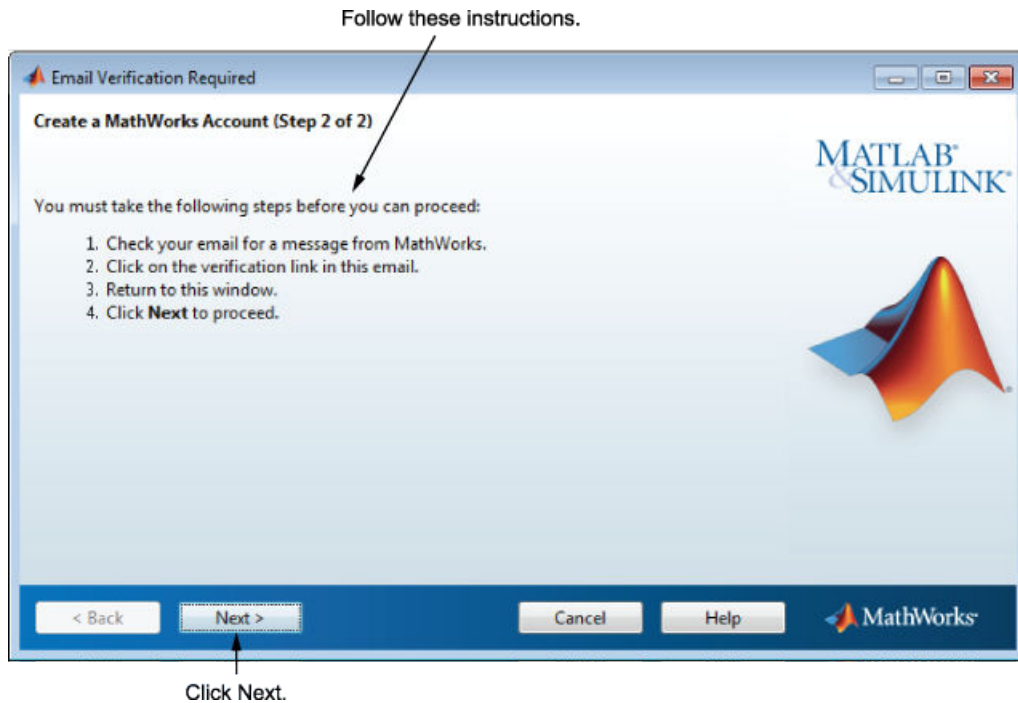 Follow these instructions.
Email Verification Required
Create a MathWorks Account (Step 2 of 2)
MATLAB®
&SIMULINK®
You must take the following steps before you can proceed:
1. Check your email for a message from MathWorks.
2. Click on the verification link in this email.
3. Return to this window.
4. Click Next to proceed.
< Back
Next >
Cancel
Help
MathWorks®
Click Next.